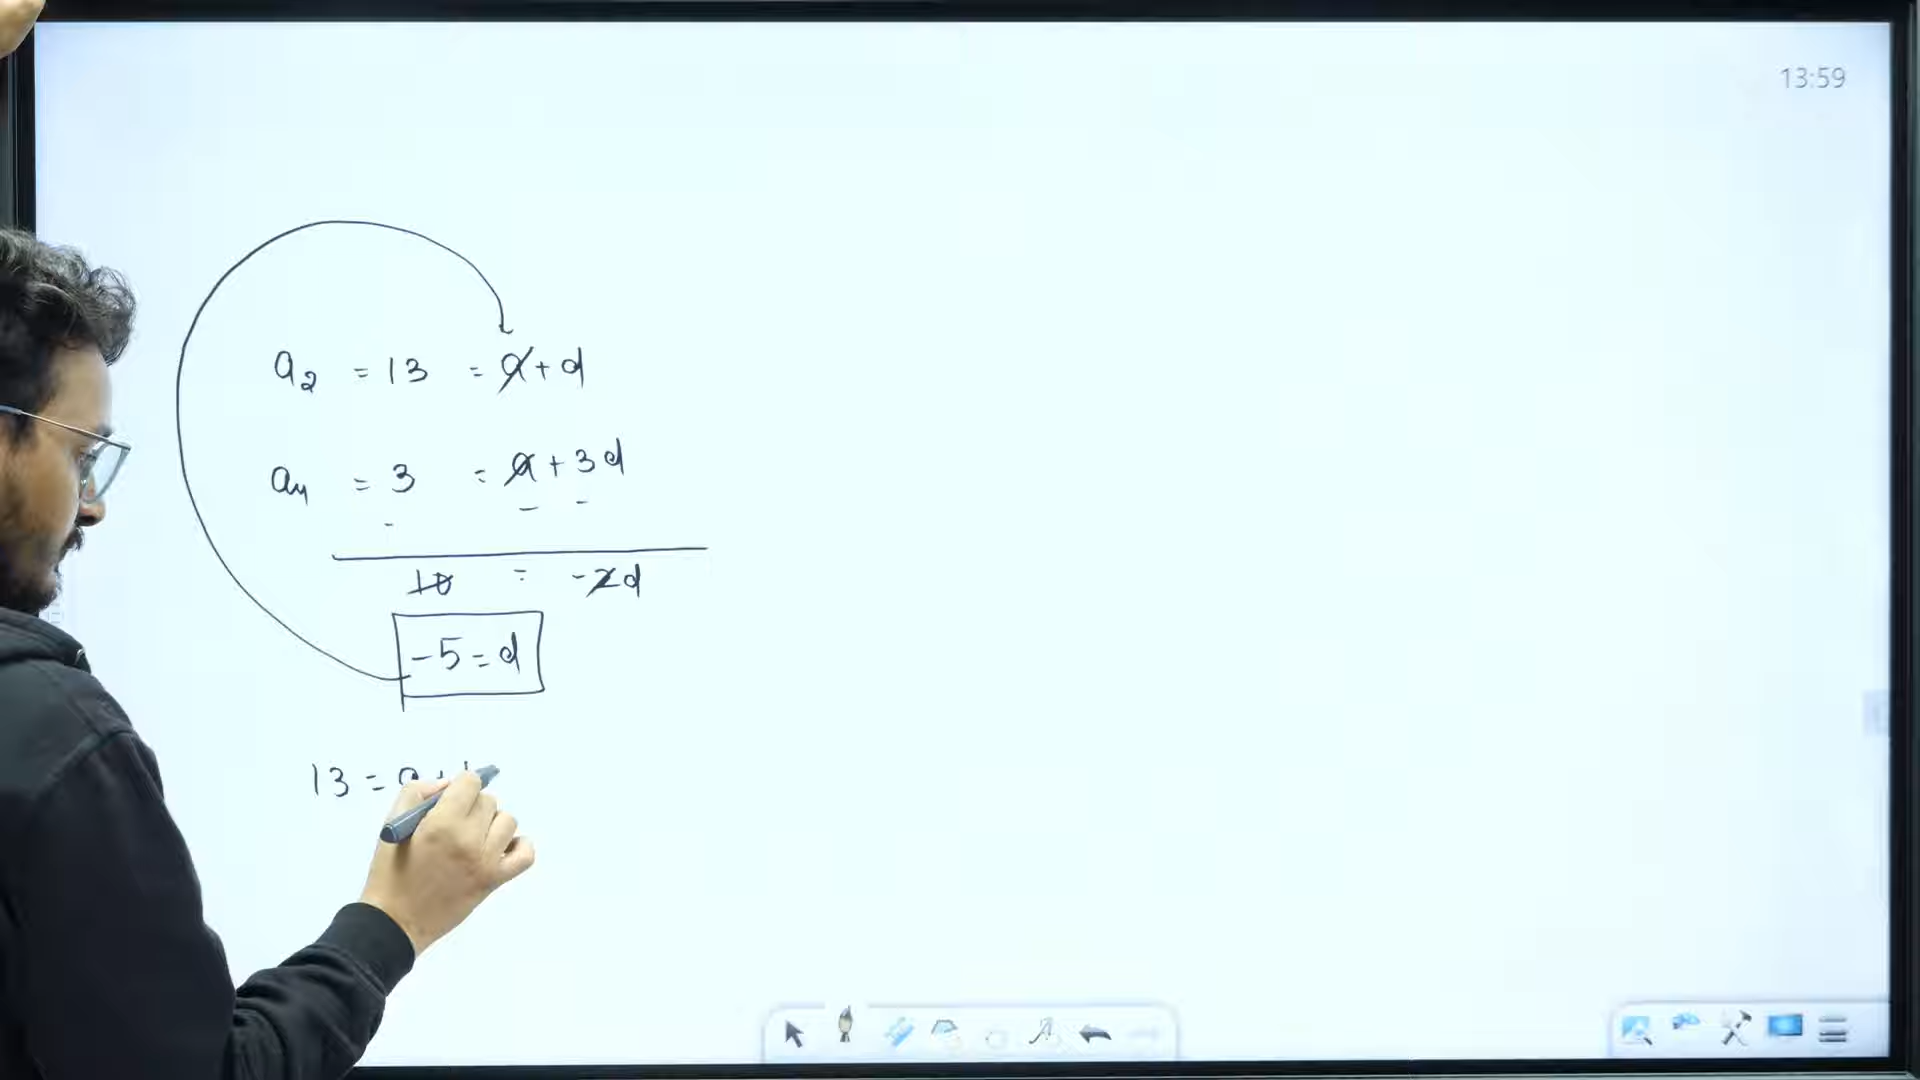 13:59
a₂ = 13 = a + d
a₄ = 3 = a + 3d
- - -
10 = -2d
-5 = d
13 = a +